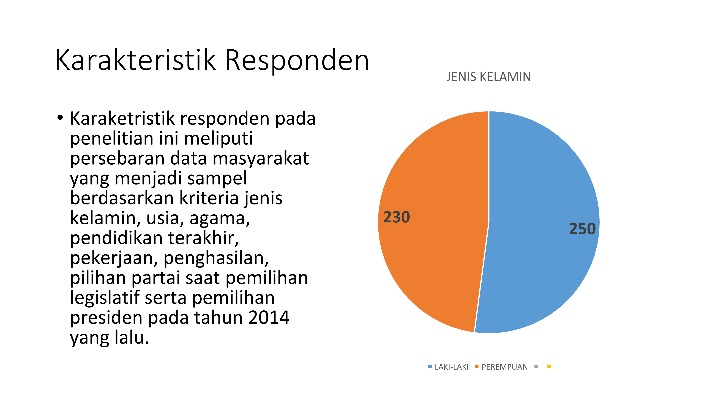 Karakteristik Responden
• Karaketristik responden pada
penelitian ini meliputi
persebaran data masyarakat
yang menjadi sampel
berdasarkan kriteria jenis
kelamin, usia, agama,
pendidikan terakhir,
pekerjaan, penghasilan,
pilihan partai saat pemilihan
legislatif serta pemilihan
presiden pada tahun 2014
yang lalu.
JENIS KELAMIN
230
250
LAKI-LAKI PEREMPUAN